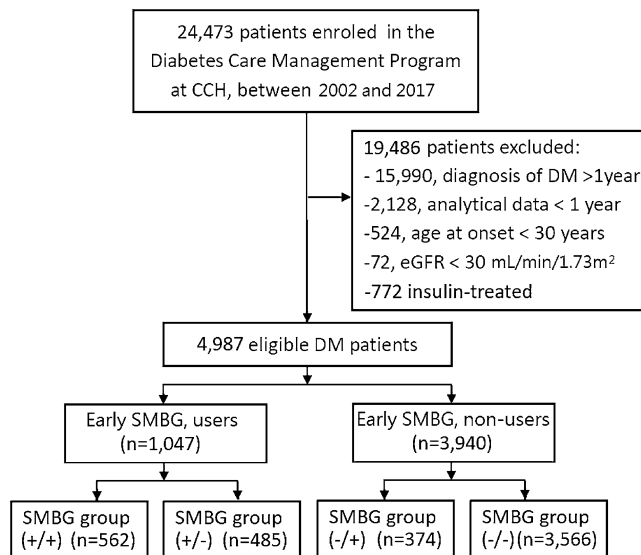 24,473 patients enroled in the
Diabetes Care Management Program
at CCH, between 2002 and 2017
19,486 patients excluded:
- 15,990, diagnosis of DM >1year
-2,128, analytical data < 1 year
-524, age at onset < 30 years
-72, eGFR < 30 mL/min/1.73m²
-772 insulin-treated
4,987 eligible DM patients
Early SMBG, users
(n=1,047)
Early SMBG, non-users
(n=3,940)
SMBG group
(+/+) (n=562)
SMBG group
(+/-) (n=485)
SMBG group
(-/+) (n=374)
SMBG group
(-/-)(n=3,566)